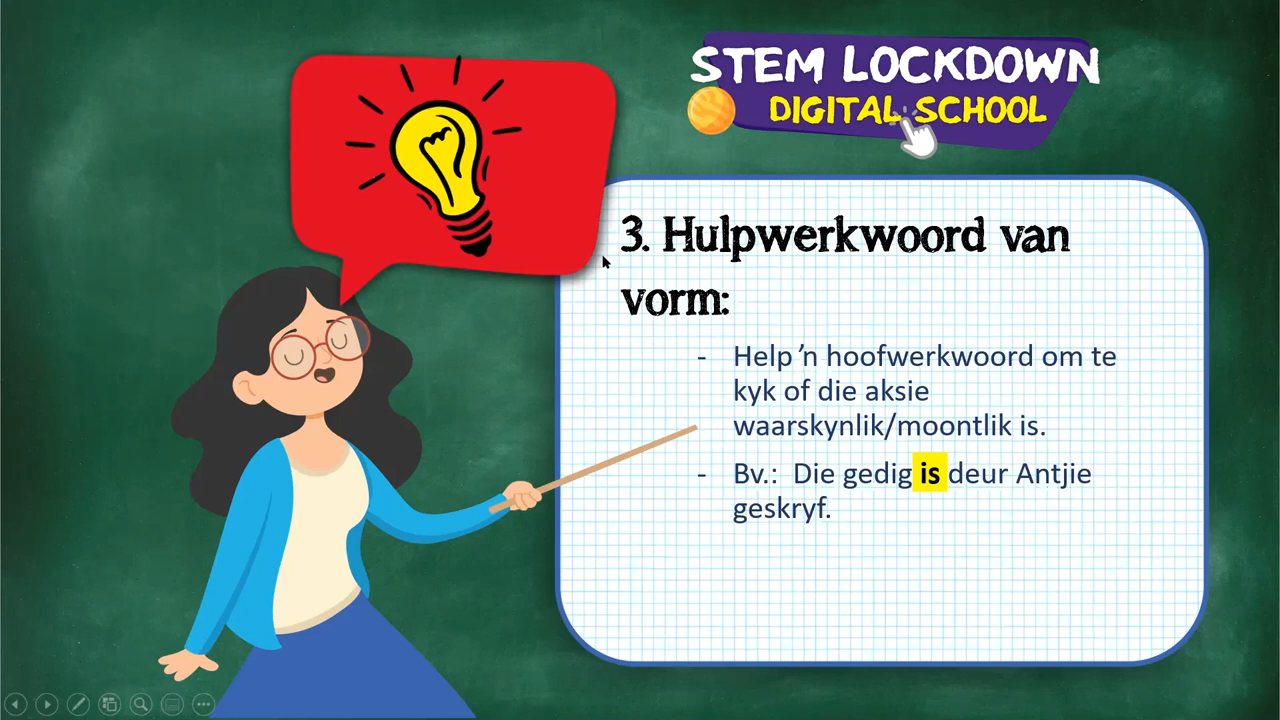 STEM LOCKDOWN
DIGITAL SCHOOL
3. Hulpwerkwoord van
vorm:
- Help 'n hoofwerkwoord om te
kyk of die aksie
waarskynlik/moontlik is.
- Bv.: Die gedig is deur Antjie
geskryf.